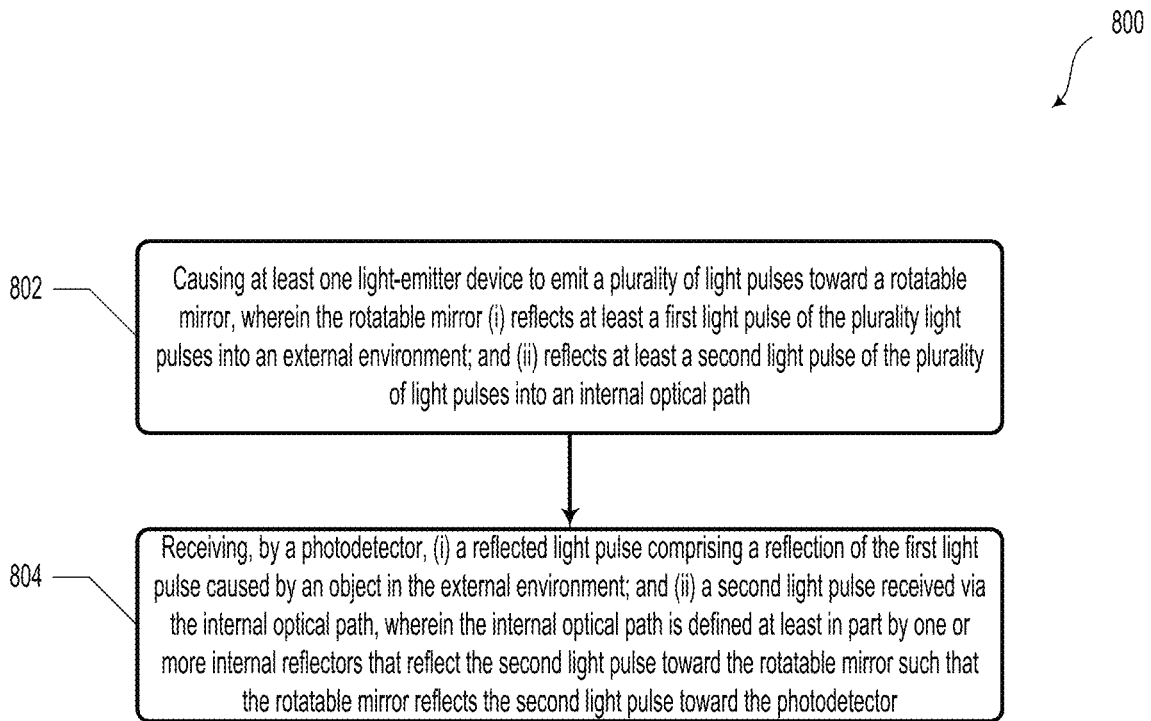 800
802
Causing at least one light-emitter device to emit a plurality of light pulses toward a rotatable
mirror, wherein the rotatable mirror (i) reflects at least a first light pulse of the plurality light
pulses into an external environment; and (ii) reflects at least a second light pulse of the plurality
of light pulses into an internal optical path
804
Receiving, by a photodetector, (i) a reflected light pulse comprising a reflection of the first light
pulse caused by an object in the external environment; and (ii) a second light pulse received via
the internal optical path, wherein the internal optical path is defined at least in part by one or
more internal reflectors that reflect the second light pulse toward the rotatable mirror such that
the rotatable mirror reflects the second light pulse toward the photodetector